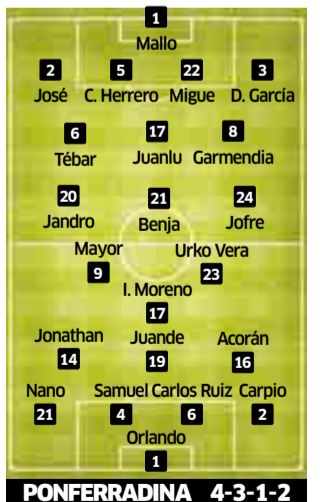 1
Mallo
2 5 22 3
José C. Herrero Migue D. García
6 17 8
Tébar Juanlu Garmendia
20 21 24
Jandro Benja Jofre
Mayor Urko Vera
9 23
I. Moreno
17
Jonathan Juande Acorán
14 19 16
Nano Samuel Carlos Ruiz Carpio
21 4 6 2
Orlando
1
PONFERRADINA 4-3-1-2